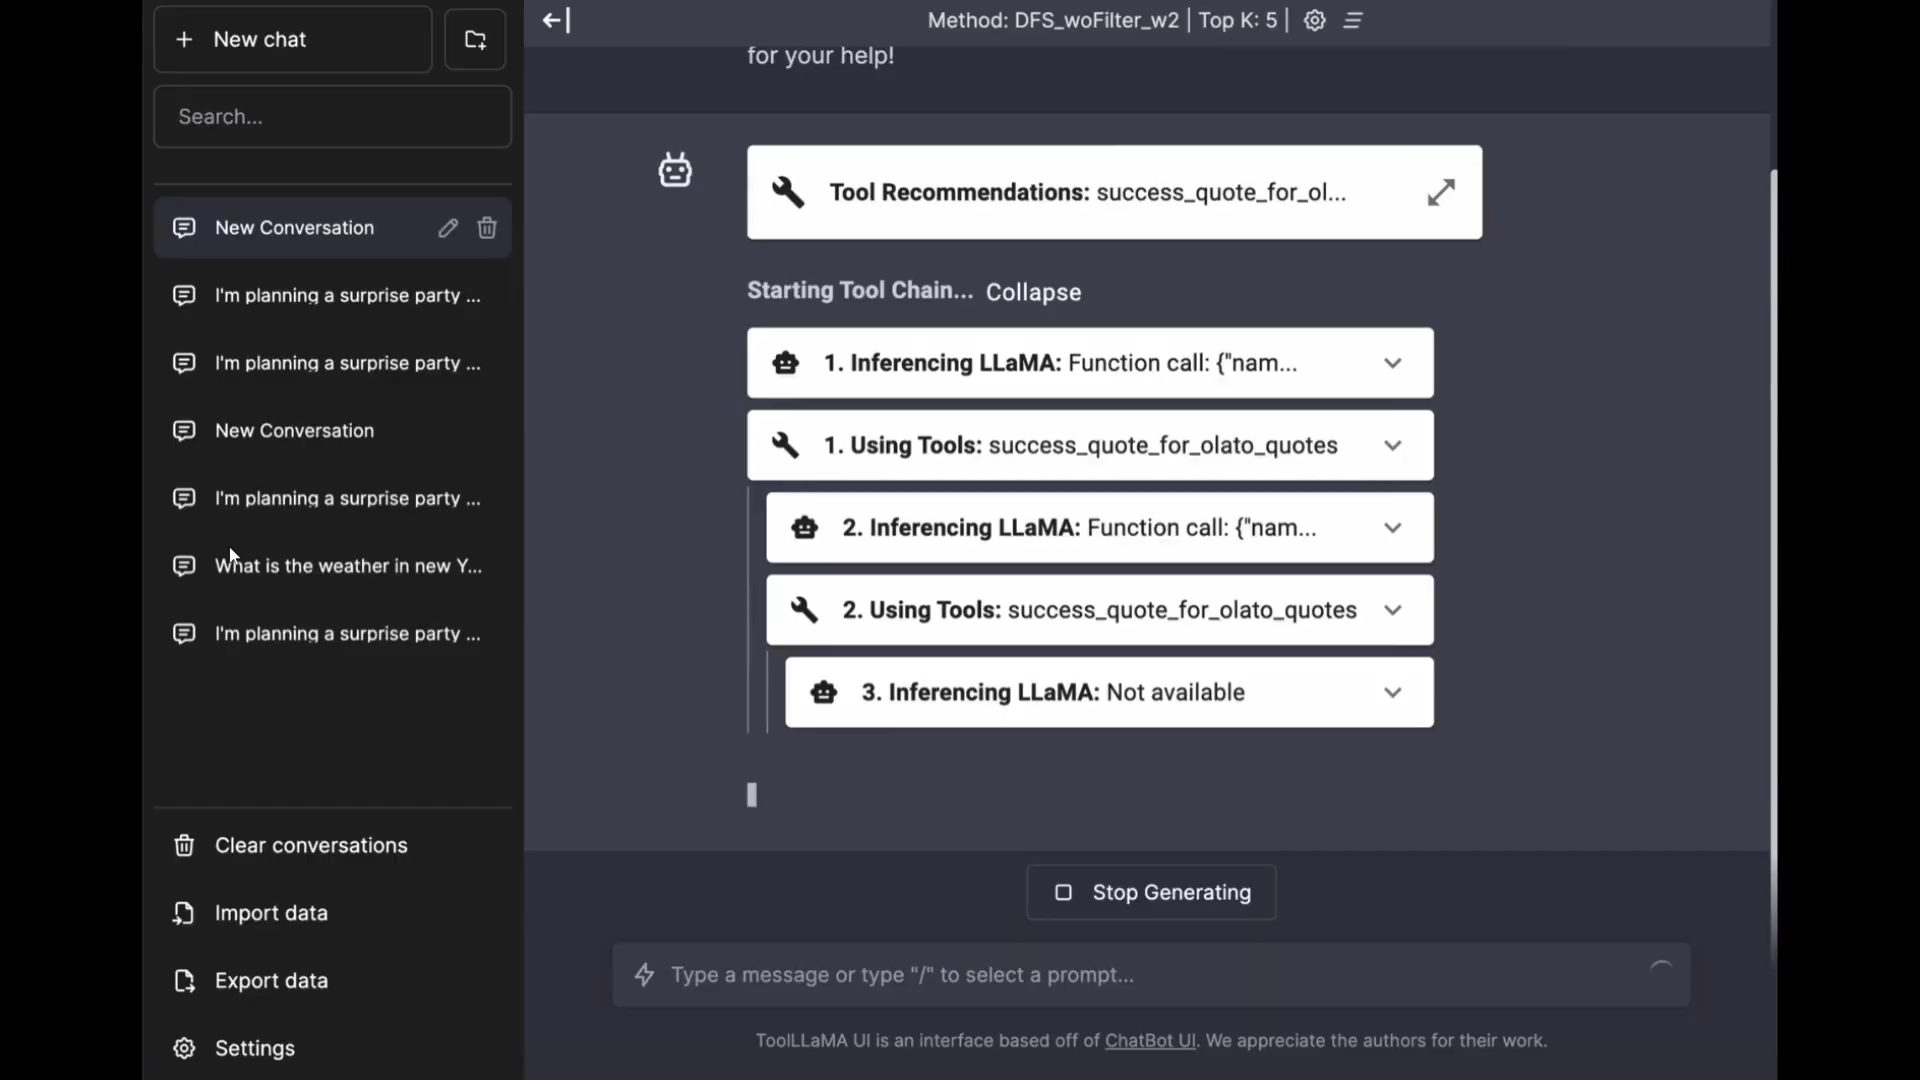 New chat
Search...
New Conversation
I'm planning a surprise party ...
I'm planning a surprise party ...
New Conversation
I'm planning a surprise party ...
What is the weather in new Y...
I'm planning a surprise party ...
Clear conversations
Import data
Export data
Settings
Method: DFS_woFilter_w2 | Top K: 5 |
for your help!
Tool Recommendations: success_quote_for_ol...
Starting Tool Chain... Collapse
1. Inferencing LLaMA: Function call: {"nam...
1. Using Tools: success_quote_for_olato_quotes
2. Inferencing LLaMA: Function call: {"nam...
2. Using Tools: success_quote_for_olato_quotes
3. Inferencing LLaMA: Not available
Stop Generating
Type a message or type "/" to select a prompt...
ToolLLaMA UI is an interface based off of ChatBot UI. We appreciate the authors for their work.